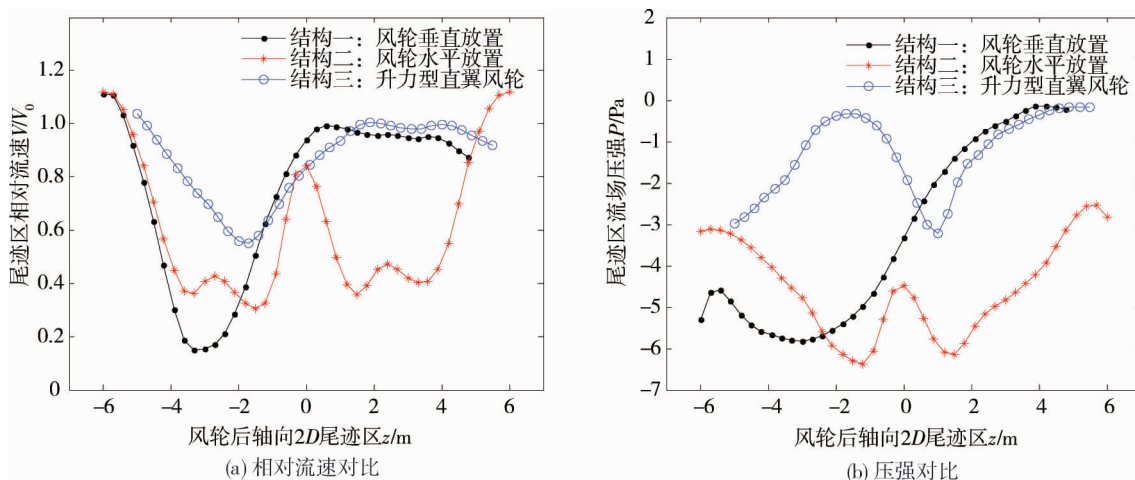 结构一：风轮垂直放置
结构二：风轮水平放置
结构三：升力型直翼风轮
尾迹区相对流速V/V0
1.2
1.0
0.8
0.6
0.4
0.2
0
−6 −4 −2 0 2 4 6
风轮后轴向2D尾迹区z/m
(a) 相对流速对比
结构一：风轮垂直放置
结构二：风轮水平放置
结构三：升力型直翼风轮
尾迹区流场压强P/Pa
2
1
0
−1
−2
−3
−4
−5
−6
−7
−6 −4 −2 0 2 4 6
风轮后轴向2D尾迹区z/m
(b) 压强对比